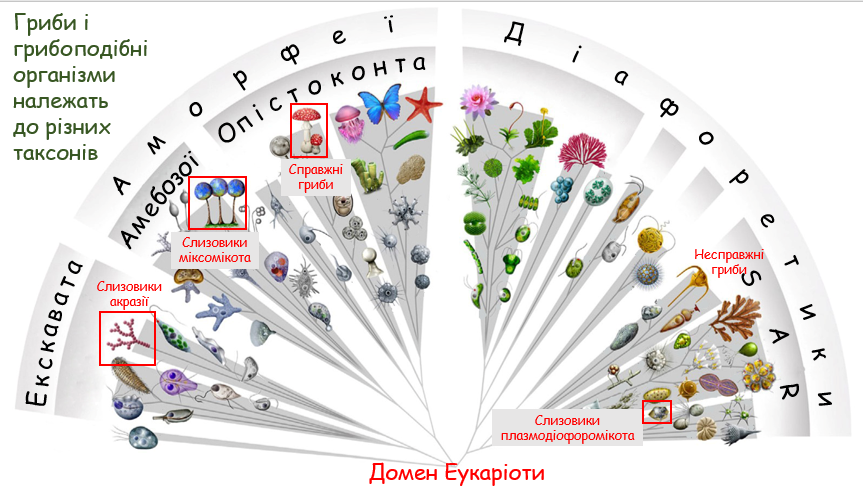 Гриби і
грибоподібні
організми
належать
до різних
таксонів
Екскавата
Аморфеї
Амебозої
Опістоконта
Діафоретики
SAR
Справжні
гриби
Слизовики
міксомікота
Слизовики
акразії
Несправжні
гриби
Слизовики
плазмодіофоромікота
Домен Еукаріоти